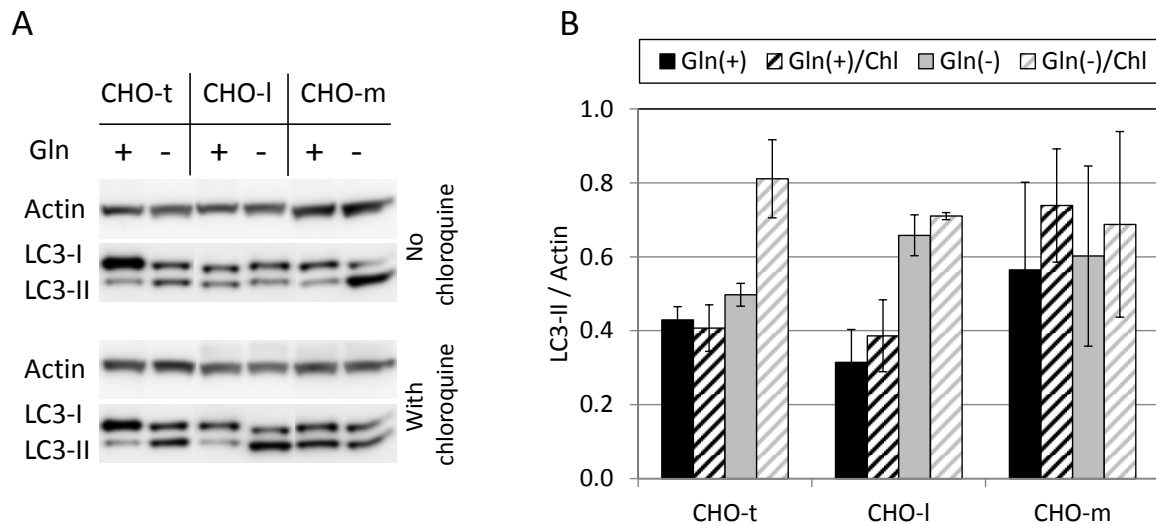 A
CHO-t CHO-l CHO-m
Gln + - + - + -
Actin
LC3-I
LC3-II
No chloroquine
Actin
LC3-I
LC3-II
With chloroquine
B
Gln(+) Gln(+)/Chl Gln(-) Gln(-)/Chl
LC3-II / Actin
1.0
0.8
0.6
0.4
0.2
0.0
CHO-t CHO-l CHO-m